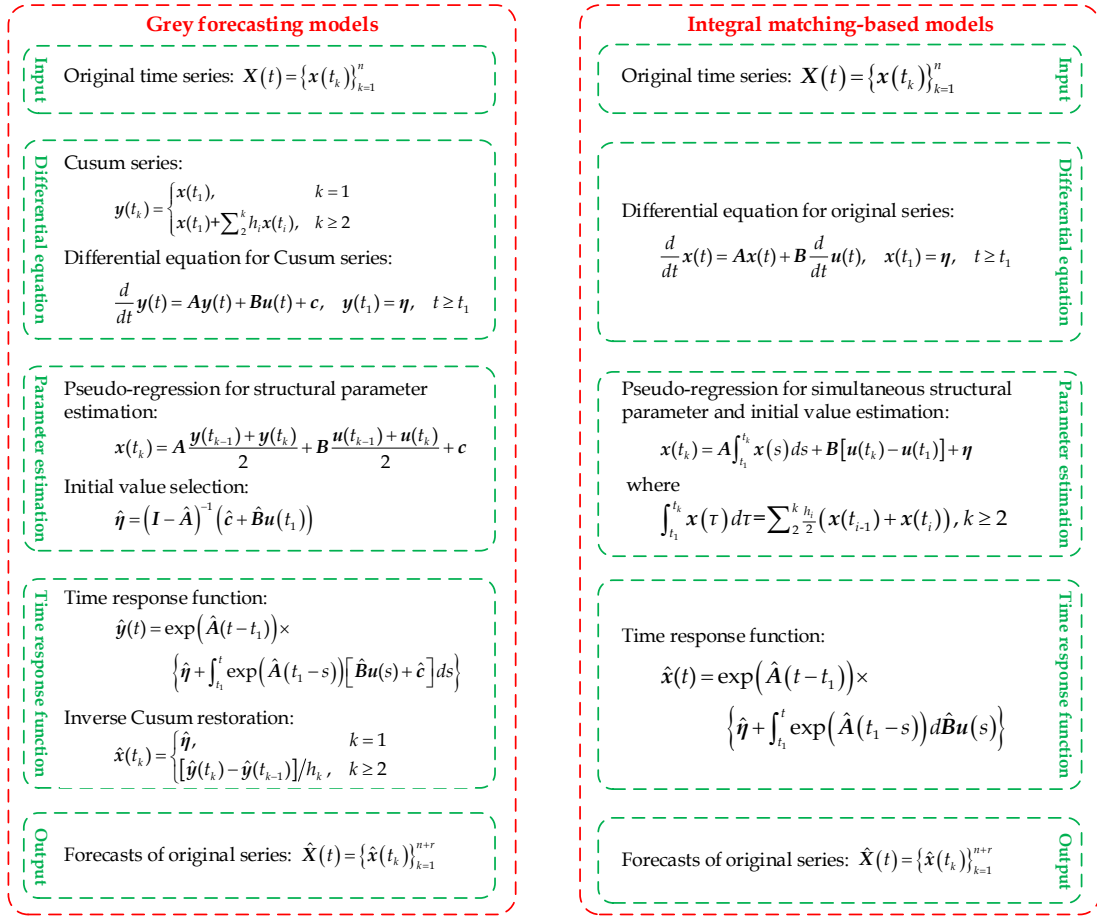 Grey forecasting models
Input
Original time series: X(t) = {x(t_k)}_{k=1}^{n}
Differential equation
Cusum series:
y(t_k) = { x(t_1), k = 1
x(t_1)+∑_2^k h_i x(t_i), k ≥ 2
Differential equation for Cusum series:
d/dt y(t) = Ay(t) + Bu(t) + c, y(t_1) = η, t ≥ t_1
Parameter estimation
Pseudo-regression for structural parameter
estimation:
x(t_k) = A (y(t_{k-1}) + y(t_k))/2 + B (u(t_{k-1}) + u(t_k))/2 + c
Initial value selection:
η̂ = (I − Â)^{-1} (ĉ + B̂u(t_1))
Time response function
Time response function:
ŷ(t) = exp(Â(t − t_1)) ×
{η̂ + ∫_{t_1}^{t} exp(Â(t_1 − s)) [B̂u(s) + ĉ] ds}
Inverse Cusum restoration:
x̂(t_k) = { η̂, k = 1
[ŷ(t_k) − ŷ(t_{k-1})]/h_k , k ≥ 2
Output
Forecasts of original series: X̂(t) = {x̂(t_k)}_{k=1}^{n+r}
Integral matching-based models
Original time series: X(t) = {x(t_k)}_{k=1}^{n}
Input
Differential equation for original series:
d/dt x(t) = Ax(t) + B d/dt u(t), x(t_1) = η, t ≥ t_1
Differential equation
Pseudo-regression for simultaneous structural
parameter and initial value estimation:
x(t_k) = A∫_{t_1}^{t_k} x(s) ds + B[u(t_k) − u(t_1)] + η
where
∫_{t_1}^{t_k} x(τ) dτ = ∑_2^k h_i/2 (x(t_{i-1}) + x(t_i)), k ≥ 2
Parameter estimation
Time response function:
x̂(t) = exp(Â(t − t_1)) ×
{η̂ + ∫_{t_1}^{t} exp(Â(t_1 − s)) dB̂u(s)}
Time response function
Forecasts of original series: X̂(t) = {x̂(t_k)}_{k=1}^{n+r}
Output